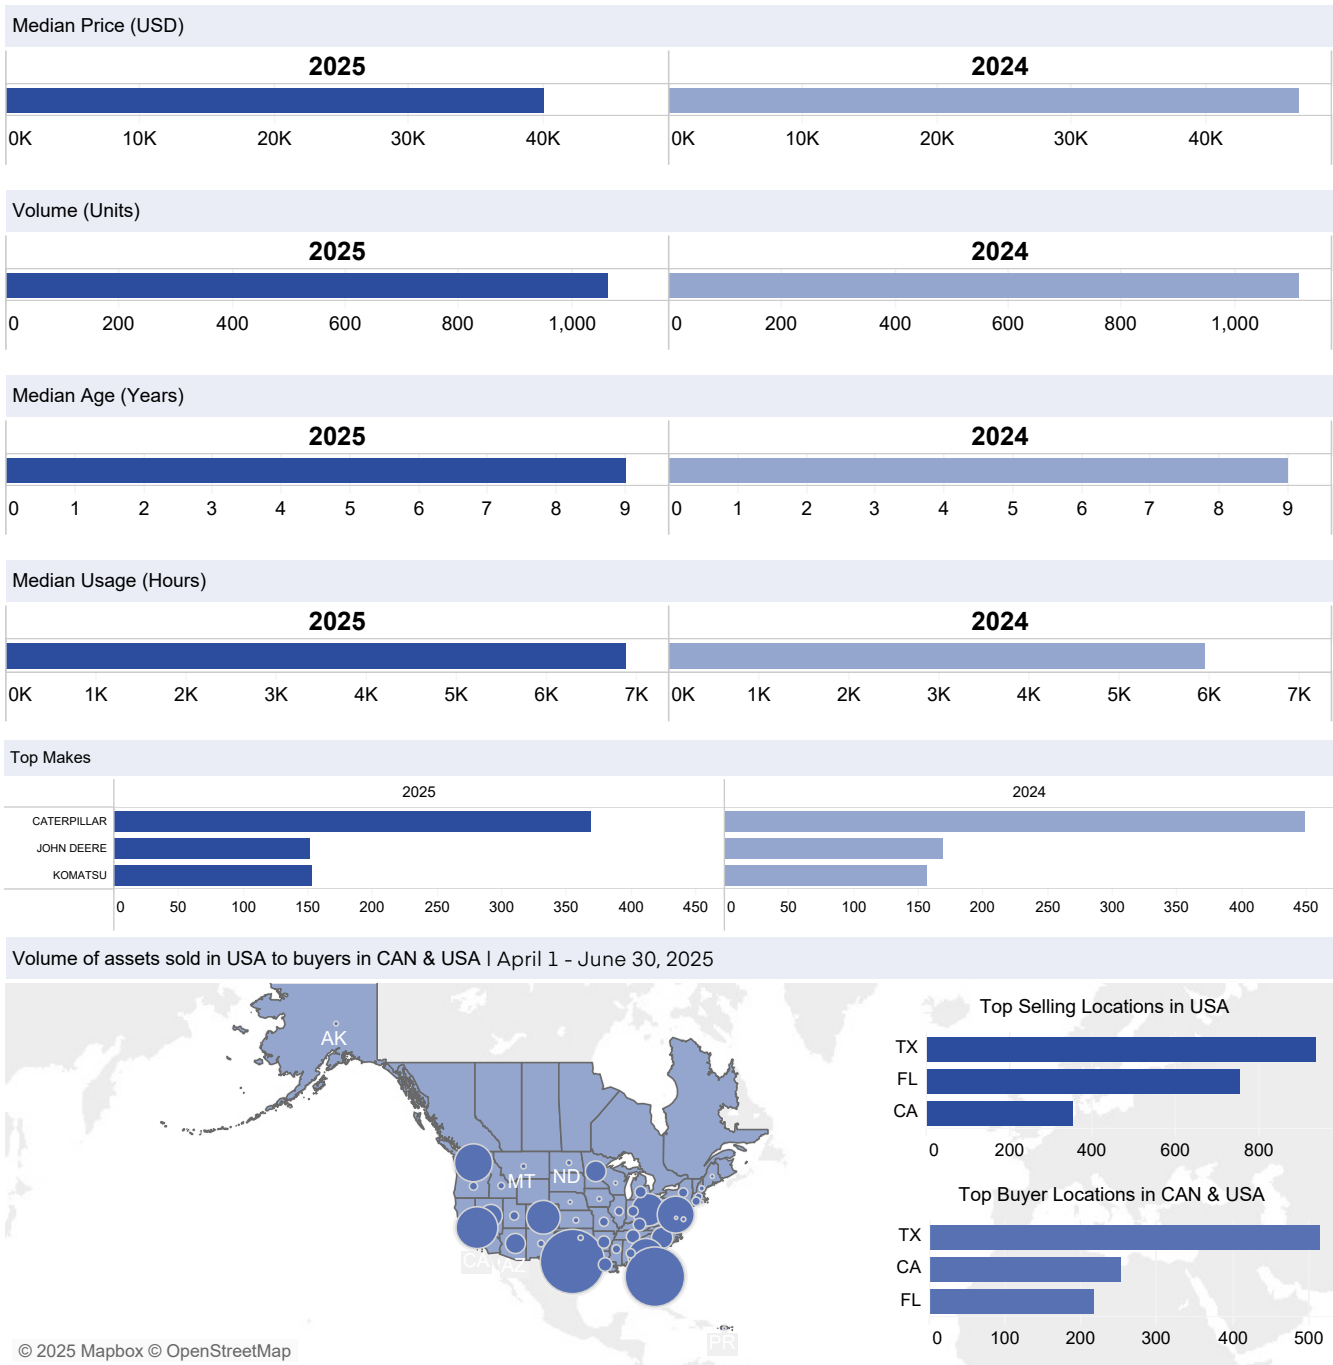 Median Price (USD)
2025 2024
0K 10K 20K 30K 40K 0K 10K 20K 30K 40K
Volume (Units)
2025 2024
0 200 400 600 800 1,000 0 200 400 600 800 1,000
Median Age (Years)
2025 2024
0 1 2 3 4 5 6 7 8 9 0 1 2 3 4 5 6 7 8 9
Median Usage (Hours)
2025 2024
0K 1K 2K 3K 4K 5K 6K 7K 0K 1K 2K 3K 4K 5K 6K 7K
Top Makes
2025 2024
CATERPILLAR
JOHN DEERE
KOMATSU
0 50 100 150 200 250 300 350 400 450 0 50 100 150 200 250 300 350 400 450
Volume of assets sold in USA to buyers in CAN & USA | April 1 - June 30, 2025
AK
MT ND
CA AZ
PR
© 2025 Mapbox © OpenStreetMap
Top Selling Locations in USA
TX
FL
CA
0 200 400 600 800
Top Buyer Locations in CAN & USA
TX
CA
FL
0 100 200 300 400 500